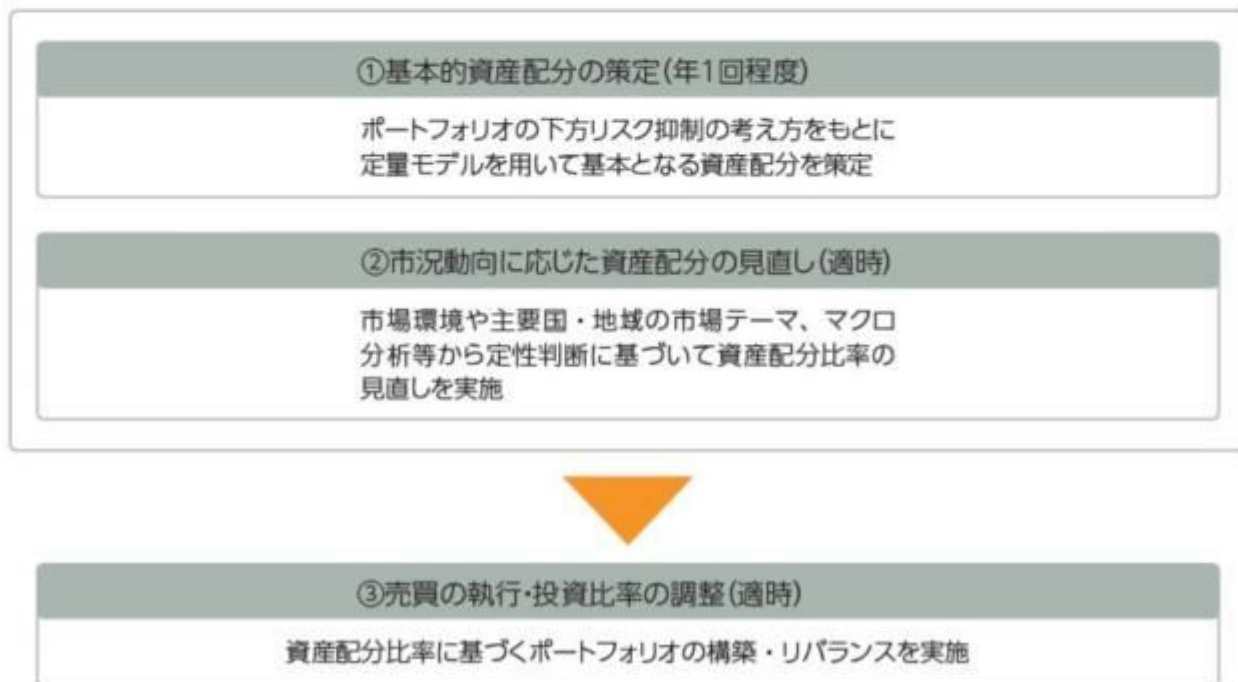 ①基本的資産配分の策定(年1回程度)
ポートフォリオの下方リスク抑制の考え方をもとに
定量モデルを用いて基本となる資産配分を策定
②市況動向に応じた資産配分の見直し(適時)
市場環境や主要国・地域の市場テーマ、マクロ
分析等から定性判断に基づいて資産配分比率の
見直しを実施
③売買の執行・投資比率の調整(適時)
資産配分比率に基づくポートフォリオの構築・リバランスを実施